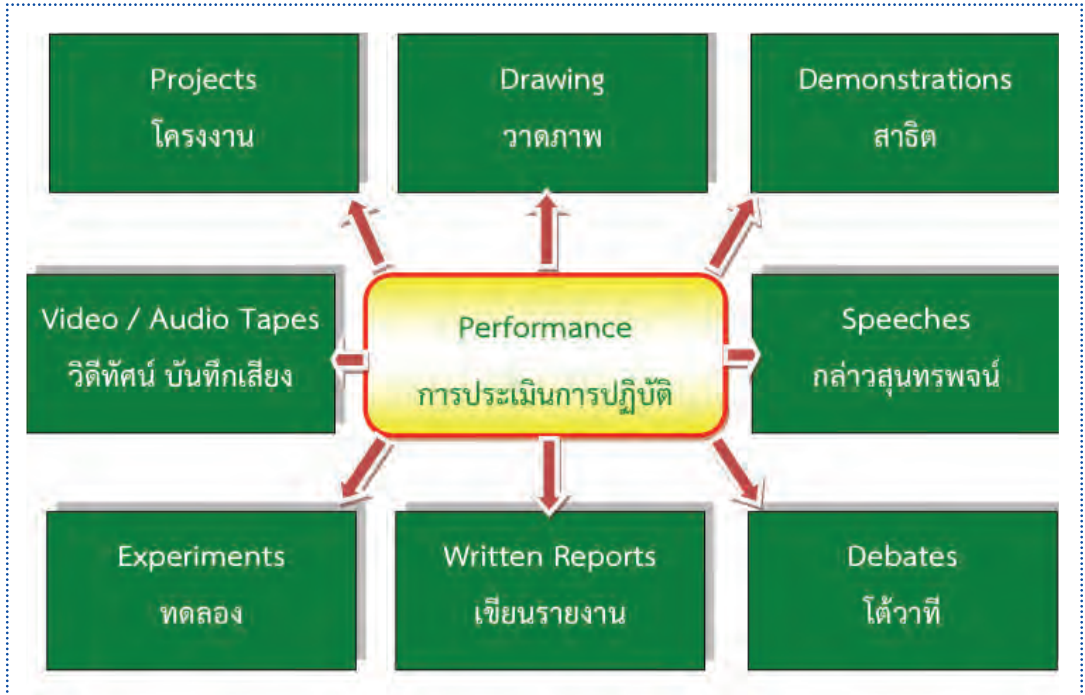 Projects
โครงงาน
Drawing
วาดภาพ
Demonstrations
สาธิต
Video / Audio Tapes
วิดีทัศน์ บันทึกเสียง
Performance
การประเมินการปฏิบัติ
Speeches
กล่าวสุนทรพจน์
Experiments
ทดลอง
Written Reports
เขียนรายงาน
Debates
โต้วาที